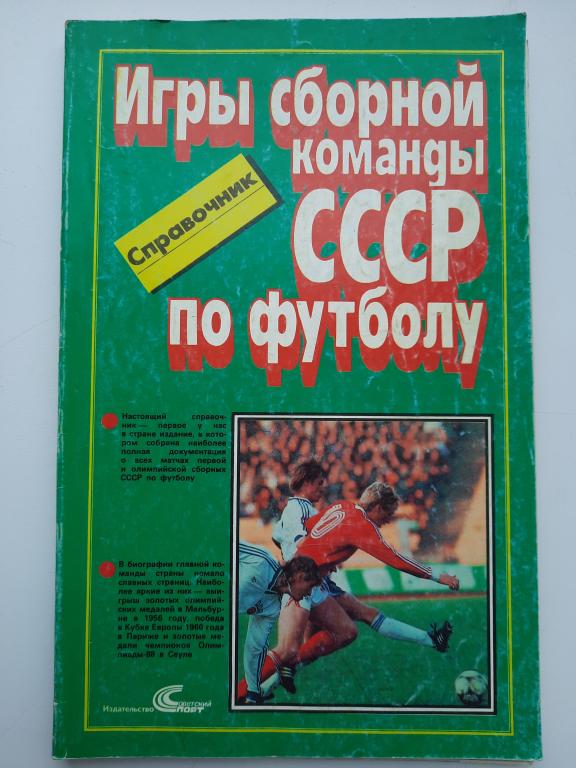 Игры сборной
команды
СССР
по футболу
Справочник
Настоящий справоч-
ник — первое у нас
в стране издание, в кото-
ром собрана наиболее
полная документация
о всех матчах первой
и олимпийской сборных
СССР по футболу
В биографии главной ко-
манды страны немало
славных страниц. Наибо-
лее яркие из них — выи-
грыш золотых олимпий-
ских медалей в Мельбур-
не в 1956 году, победа
в Кубке Европы 1960 года
в Париже и золотые ме-
дали чемпионов Олим-
пиады-88 в Сеуле
10
Издательство
Советский
Спорт